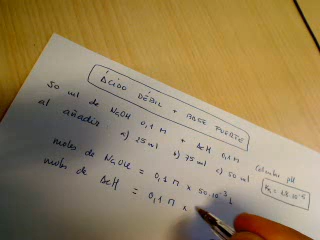 ÁCIDO DÉBIL + BASE FUERTE
50 ml de NaOH 0,1 M + AcH 0,1M Calcular pH
al añadir: a) 25 ml b) 75 ml c) 50 ml
moles de NaOH = 0,1 M x 50·10⁻³ L
moles de AcH = 0,1 M x